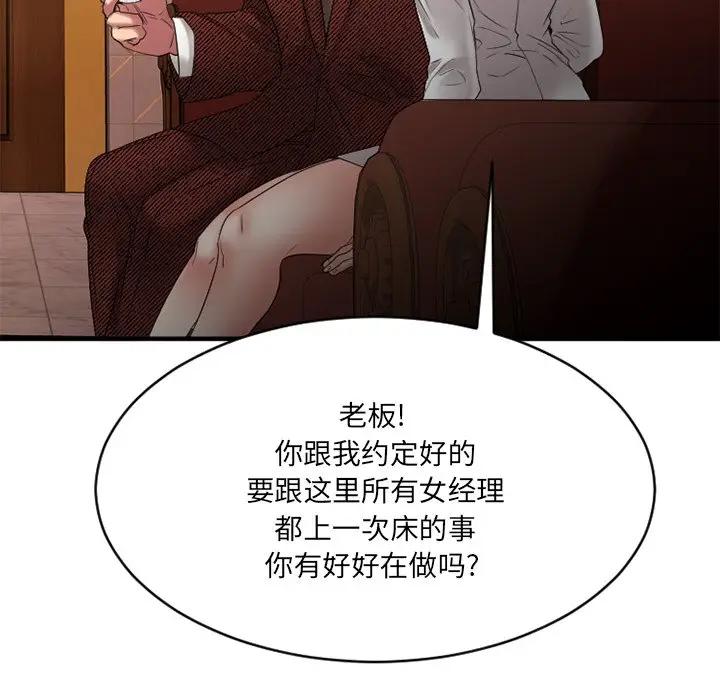 老板!
你跟我约定好的
要跟这里所有女经理
都上一次床的事
你有好好在做吗?